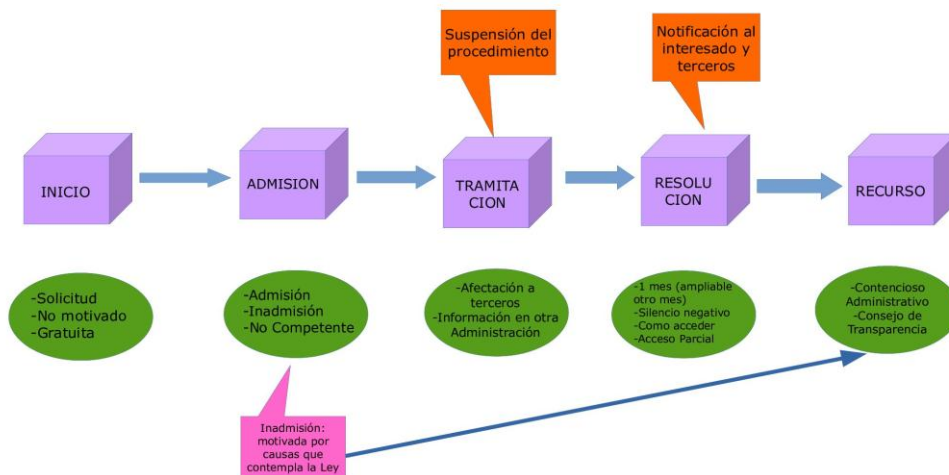 Suspensión del
procedimiento
Notificación al
interesado y
terceros
INICIO
ADMISION
TRAMITA
CION
RESOLU
CION
RECURSO
-Solicitud
-No motivado
-Gratuita
-Admisión
-Inadmisión
-No Competente
-Afectación a
terceros
-Información en otra
Administración
-1 mes (ampliable
otro mes)
-Silencio negativo
-Como acceder
-Acceso Parcial
-Contencioso
Administrativo
-Consejo de
Transparencia
Inadmisión:
motivada por
causas que
contempla la Ley